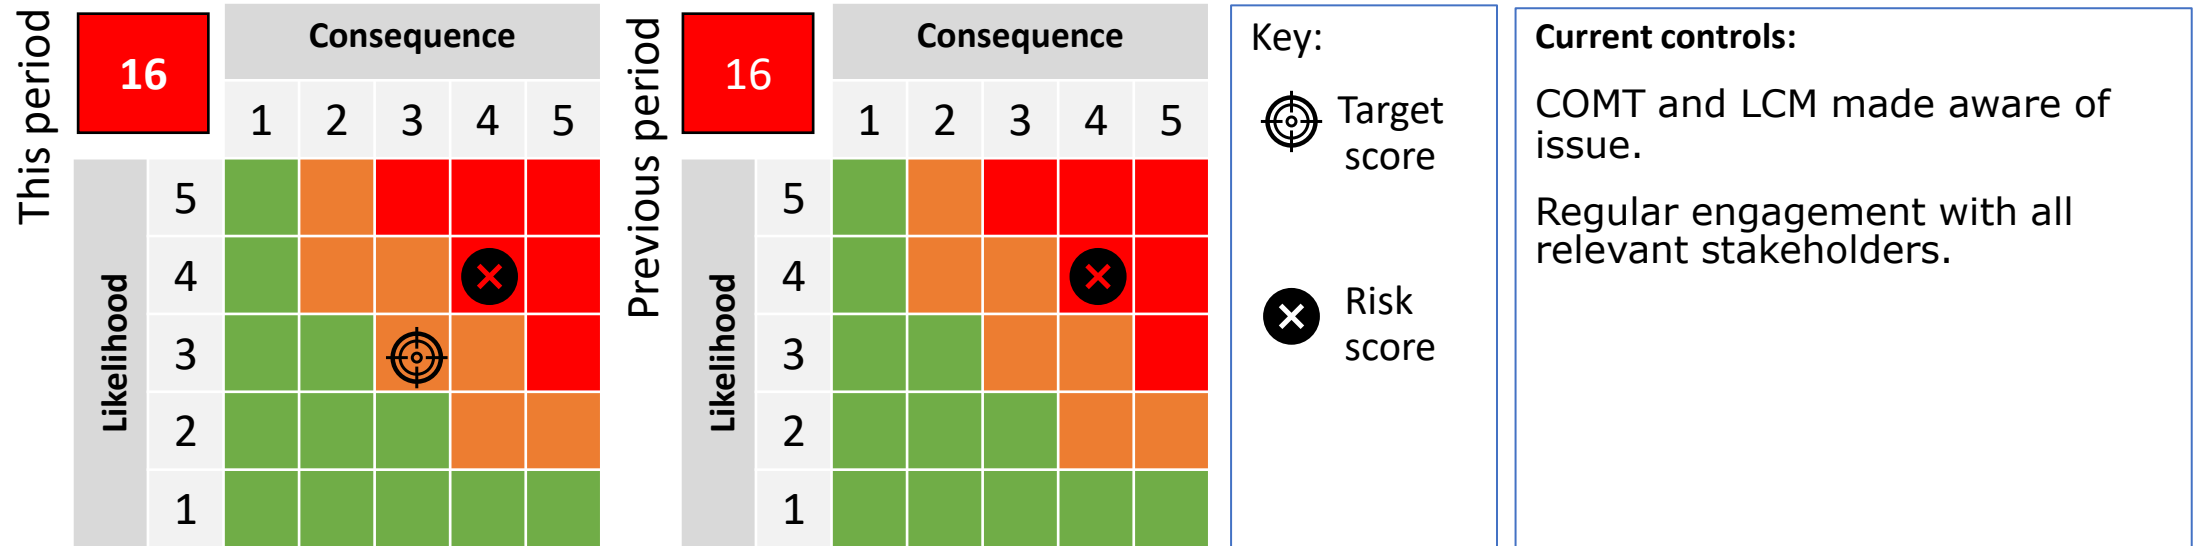 This period
16
Consequence
1 2 3 4 5
Likelihood
5
4
3
2
1
Previous period
16
Consequence
1 2 3 4 5
Likelihood
5
4
3
2
1
Key:
Target
score
Risk
score
Current controls:
COMT and LCM made aware of
issue.
Regular engagement with all
relevant stakeholders.